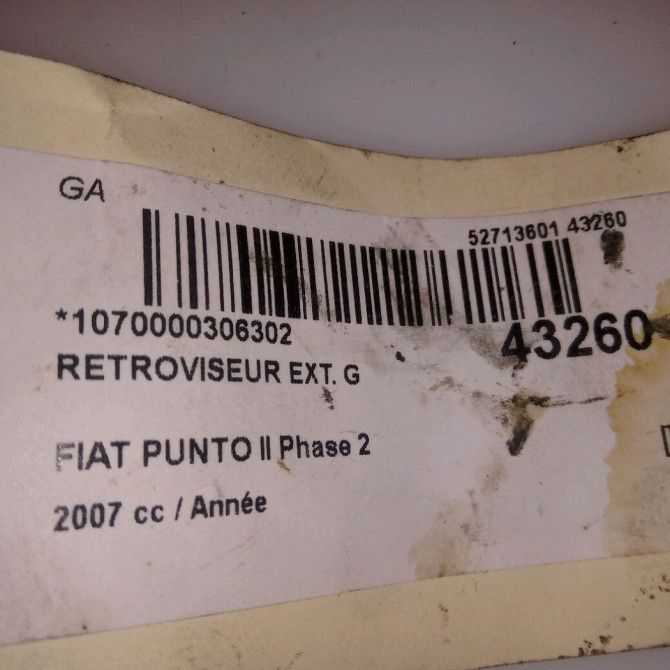 GA
52713601 43260
*1070000306302
43260
RETROVISEUR EXT. G
FIAT PUNTO II Phase 2
2007 cc / Année